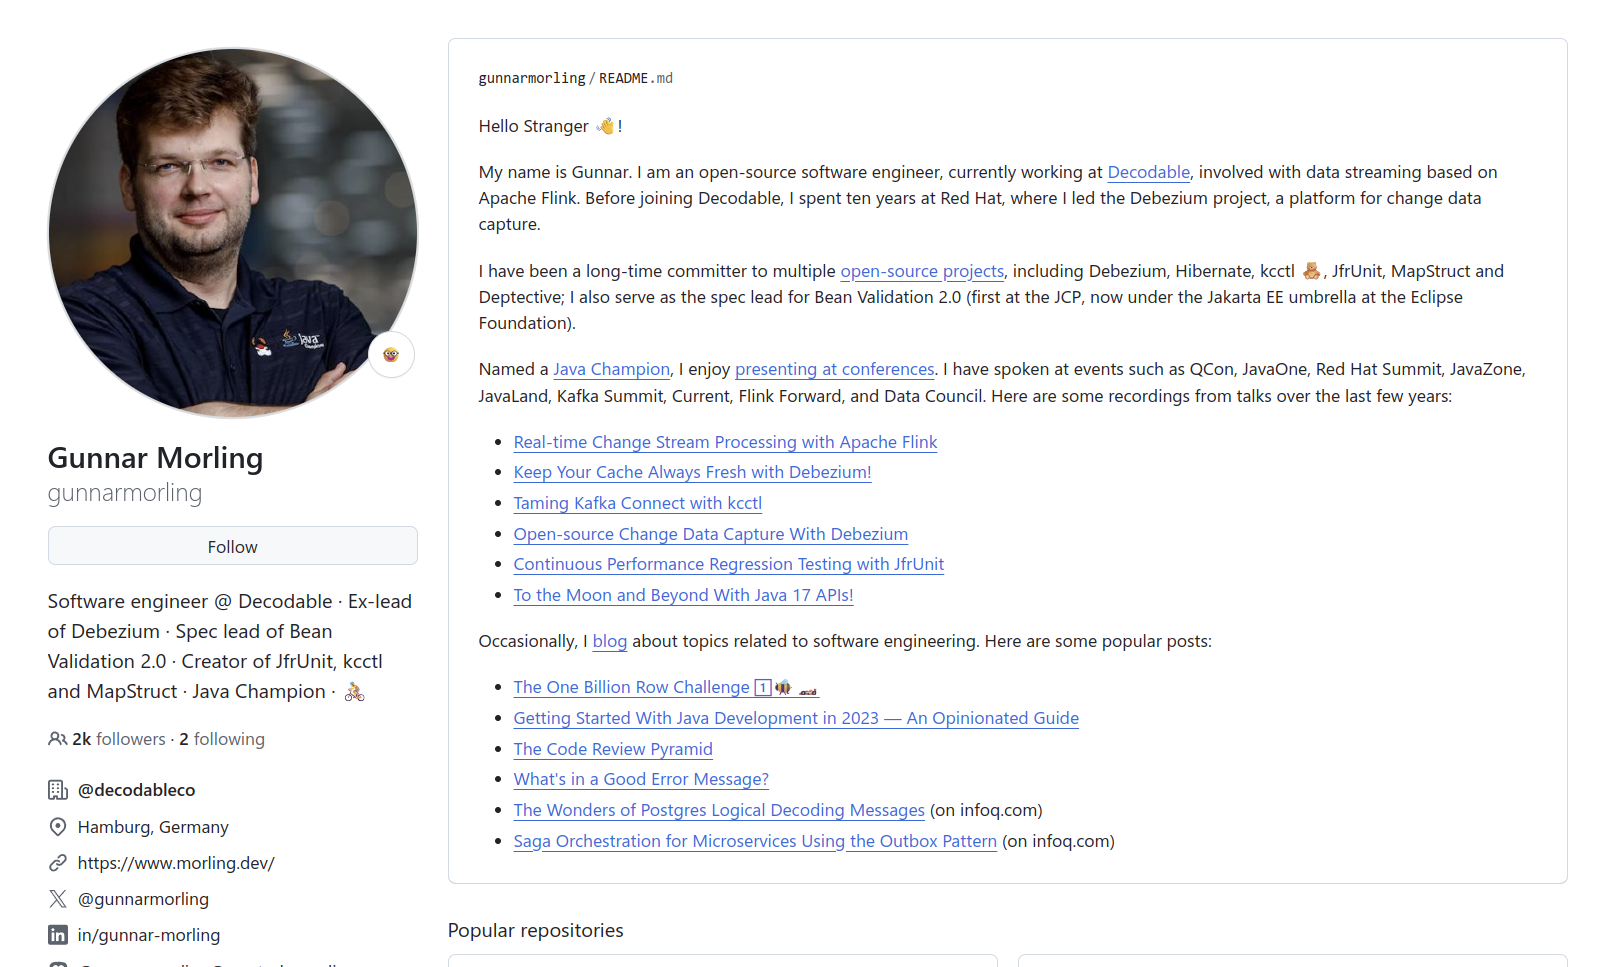 Java
Gunnar Morling
gunnarmorling
Follow
Software engineer @ Decodable · Ex-lead
of Debezium · Spec lead of Bean
Validation 2.0 · Creator of JfrUnit, kcctl
and MapStruct · Java Champion · 🚴
2k followers · 2 following
@decodableco
Hamburg, Germany
https://www.morling.dev/
@gunnarmorling
in/gunnar-morling
gunnarmorling/README.md
Hello Stranger 👋!
My name is Gunnar. I am an open-source software engineer, currently working at Decodable, involved with data streaming based on
Apache Flink. Before joining Decodable, I spent ten years at Red Hat, where I led the Debezium project, a platform for change data
capture.
I have been a long-time committer to multiple open-source projects, including Debezium, Hibernate, kcctl 🧸, JfrUnit, MapStruct and
Deptective; I also serve as the spec lead for Bean Validation 2.0 (first at the JCP, now under the Jakarta EE umbrella at the Eclipse
Foundation).
Named a Java Champion, I enjoy presenting at conferences. I have spoken at events such as QCon, JavaOne, Red Hat Summit, JavaZone,
JavaLand, Kafka Summit, Current, Flink Forward, and Data Council. Here are some recordings from talks over the last few years:
• Real-time Change Stream Processing with Apache Flink
• Keep Your Cache Always Fresh with Debezium!
• Taming Kafka Connect with kcctl
• Open-source Change Data Capture With Debezium
• Continuous Performance Regression Testing with JfrUnit
• To the Moon and Beyond With Java 17 APIs!
Occasionally, I blog about topics related to software engineering. Here are some popular posts:
• The One Billion Row Challenge 1️⃣🐝🏎️
• Getting Started With Java Development in 2023 — An Opinionated Guide
• The Code Review Pyramid
• What's in a Good Error Message?
• The Wonders of Postgres Logical Decoding Messages (on infoq.com)
• Saga Orchestration for Microservices Using the Outbox Pattern (on infoq.com)
Popular repositories